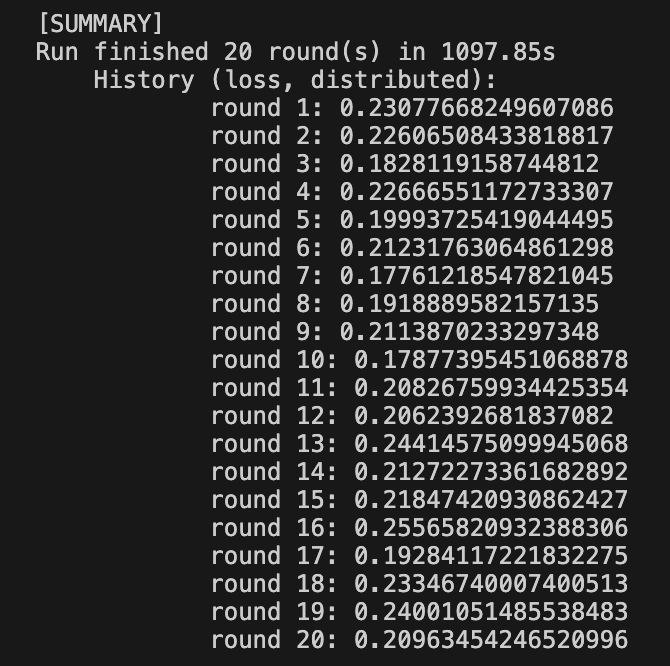 [SUMMARY]
Run finished 20 round(s) in 1097.85s
History (loss, distributed):
round 1: 0.23077668249607086
round 2: 0.22606508433818817
round 3: 0.1828119158744812
round 4: 0.22666551172733307
round 5: 0.19993725419044495
round 6: 0.21231763064861298
round 7: 0.17761218547821045
round 8: 0.1918889582157135
round 9: 0.2113870233297348
round 10: 0.17877395451068878
round 11: 0.20826759934425354
round 12: 0.2062392681837082
round 13: 0.24414575099945068
round 14: 0.21272273361682892
round 15: 0.21847420930862427
round 16: 0.25565820932388306
round 17: 0.19284117221832275
round 18: 0.23346740007400513
round 19: 0.24001051485538483
round 20: 0.20963454246520996